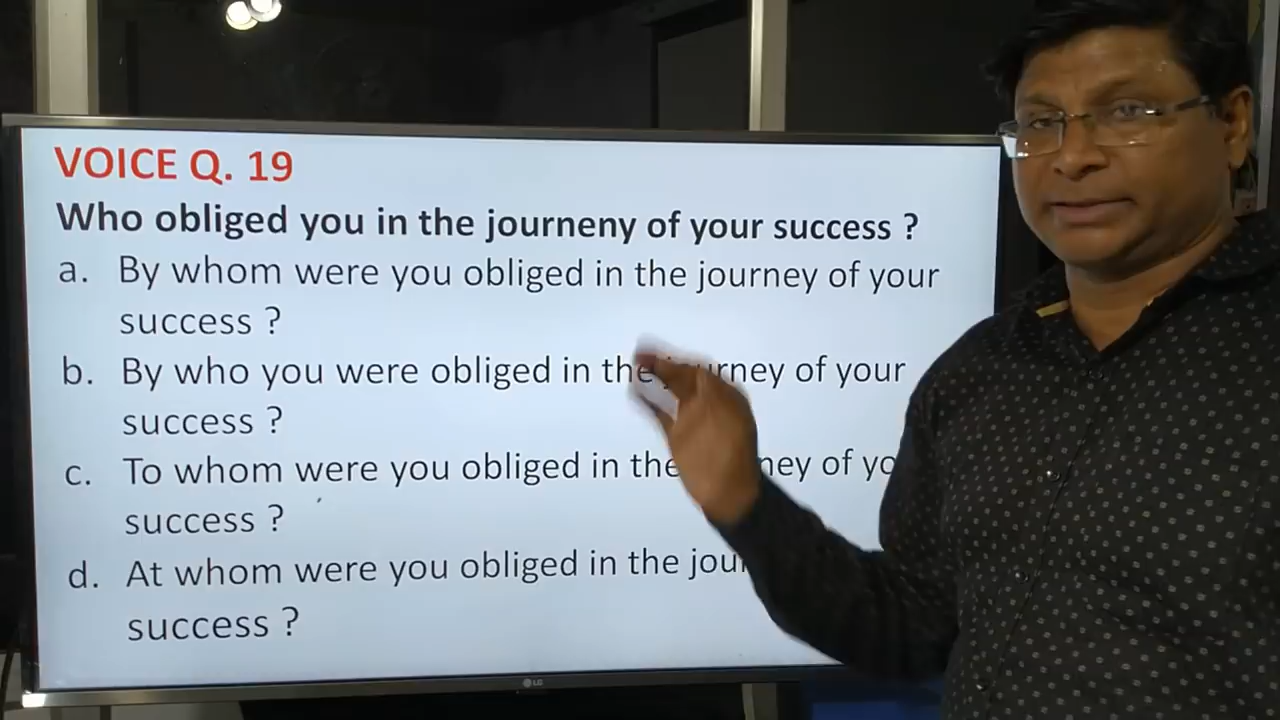 VOICE Q. 19
Who obliged you in the journeny of your success ?
a. By whom were you obliged in the journey of your
success ?
b. By who you were obliged in the journey of your
success ?
c. To whom were you obliged in the
success ?
d. At whom were you obliged in the
success ?
LG